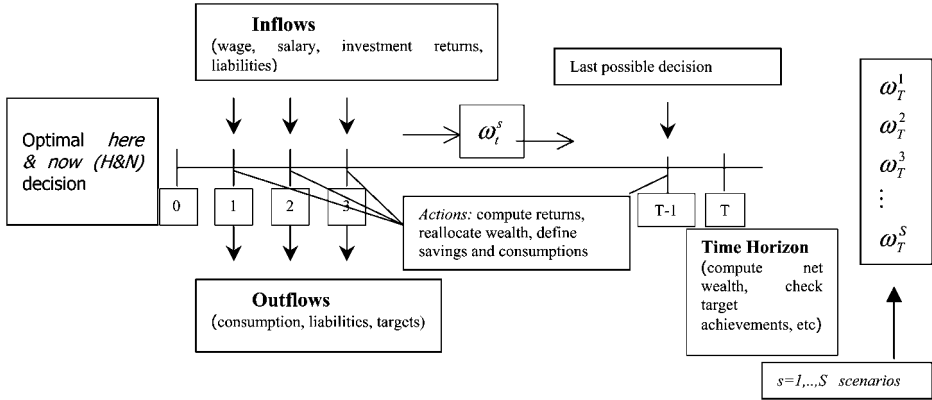 Inflows
(wage, salary, investment returns,
liabilities)
Last possible decision
Optimal here
& now (H&N)
decision
ω_t^s
ω_T^1
ω_T^2
ω_T^3
⋮
ω_T^S
0
1
2
3
T-1
T
Actions: compute returns,
reallocate wealth, define
savings and consumptions
Outflows
(consumption, liabilities, targets)
Time Horizon
(compute net
wealth, check
target
achievements, etc)
s=1,..,S scenarios